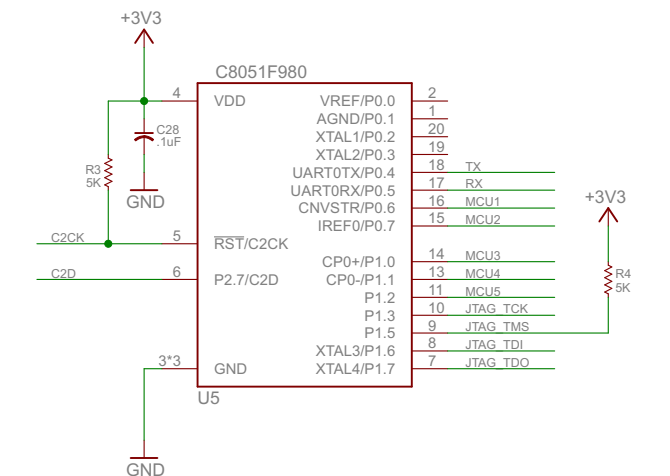 +3V3
C8051F980
4 VDD VREF/P0.0 2
AGND/P0.1 1
C28
.1uF
XTAL1/P0.2 20
XTAL2/P0.3 19
R3
5K
UART0TX/P0.4 18 TX
UART0RX/P0.5 17 RX
GND
CNVSTR/P0.6 16 MCU1
+3V3
IREF0/P0.7 15 MCU2
C2CK 5 RST/C2CK
CP0+/P1.0 14 MCU3
C2D 6 P2.7/C2D CP0-/P1.1 13 MCU4
R4
5K
P1.2 11 MCU5
P1.3 10 JTAG_TCK
P1.5 9 JTAG_TMS
XTAL3/P1.6 8 JTAG_TDI
3*3 GND XTAL4/P1.7 7 JTAG_TDO
U5
GND